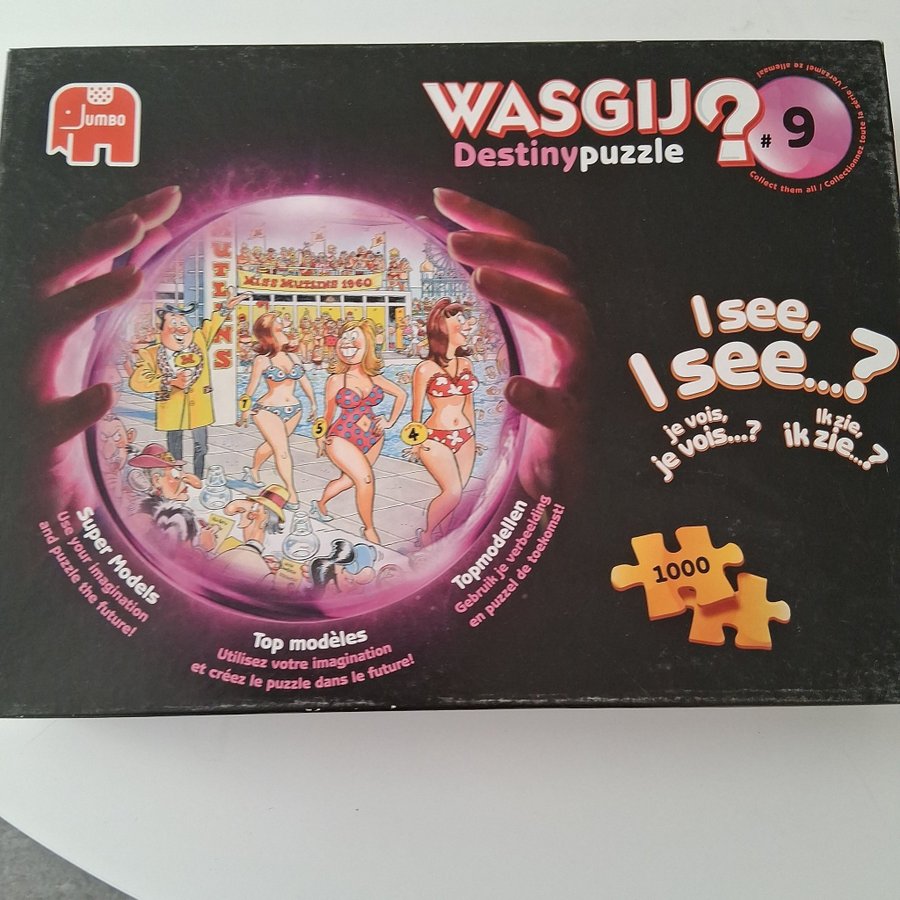 Jumbo
WASGIJ?
Destinypuzzle
# 9
Collect them all / Collectionnez toute la série / Verzamel ze allemaal
MUTLINS
MISS MUTLINS 1960
7
5
4
I see,
I see...?
je vois,
je vois...?
Ik zie,
ik zie...?
1000
Super Models
Use your imagination
and puzzle the future!
Top modèles
Utilisez votre imagination
et créez le puzzle dans le future!
Topmodellen
Gebruik je verbeelding
en puzzel de toekomst!